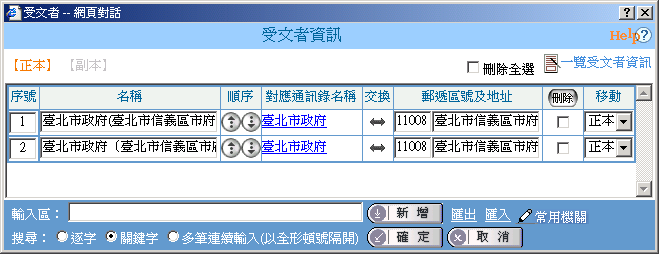 受文者 -- 網頁對話
受文者資訊
Help
【正本】 【副本】
刪除全選
一覽受文者資訊
序號 名稱 順序 對應通訊錄名稱 交換 郵遞區號及地址 刪除 移動
1 臺北市政府(臺北市信義區市府 臺北市政府 11008 臺北市信義區市府 正本
2 臺北市政府〔臺北市信義區市府 臺北市政府 11008 臺北市信義區市府 正本
輸入區： 新增 匯出 匯入 常用機關
搜尋： 逐字 關鍵字 多筆連續輸入(以全形頓號隔開) 確定 取消